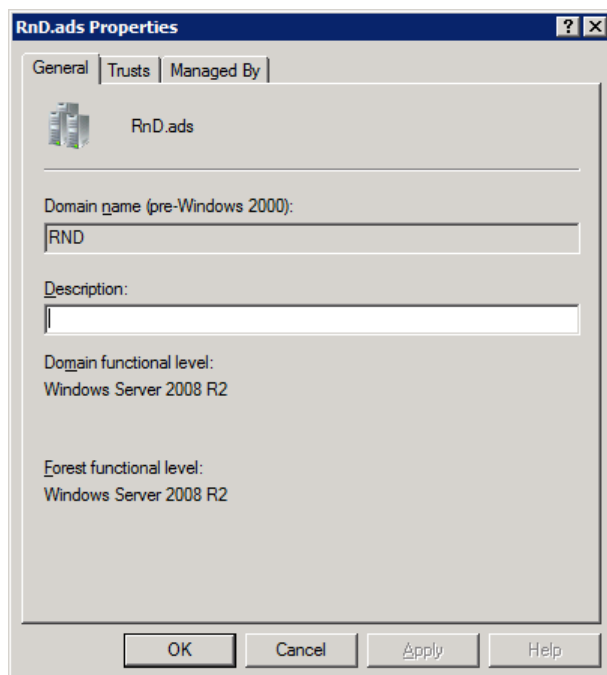 RnD.ads Properties
General Trusts Managed By
RnD.ads
Domain name (pre-Windows 2000):
RND
Description:
Domain functional level:
Windows Server 2008 R2
Forest functional level:
Windows Server 2008 R2
OK Cancel Apply Help